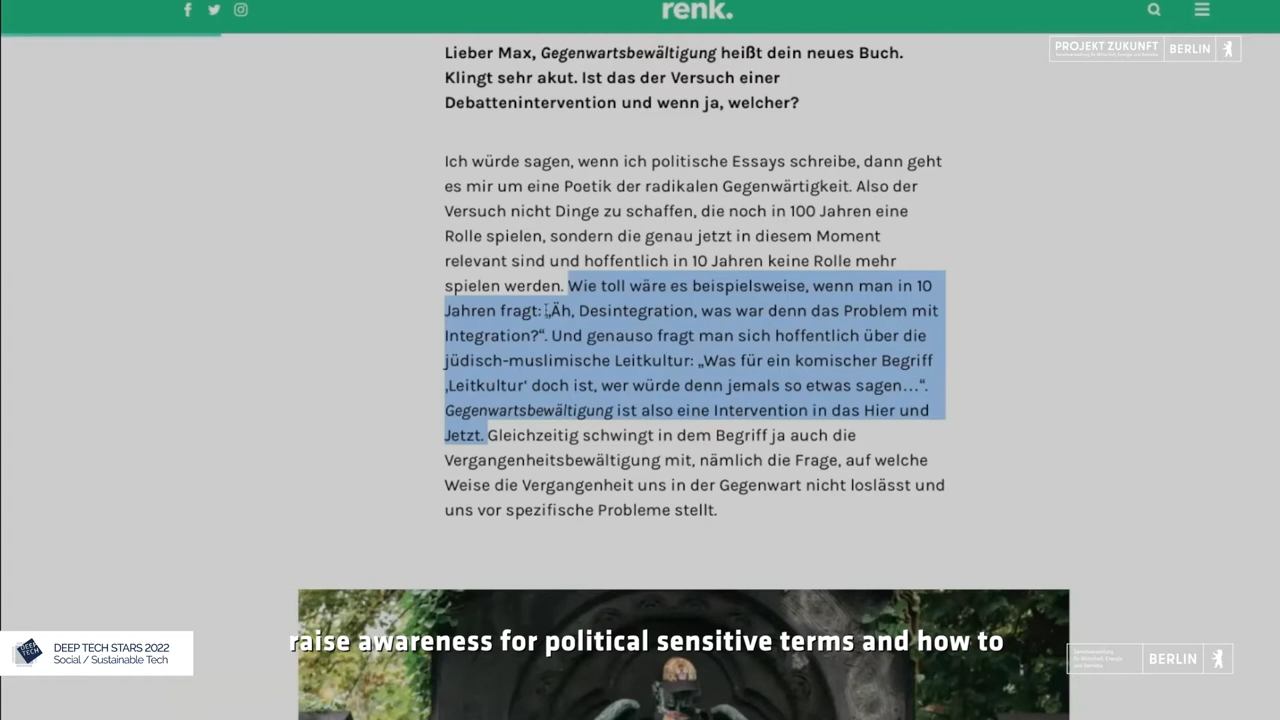 renk.
PROJEKT ZUKUNFT
BERLIN
Lieber Max, Gegenwartsbewältigung heißt dein neues Buch.
Klingt sehr akut. Ist das der Versuch einer
Debattenintervention und wenn ja, welcher?
Ich würde sagen, wenn ich politische Essays schreibe, dann geht
es mir um eine Poetik der radikalen Gegenwärtigkeit. Also der
Versuch nicht Dinge zu schaffen, die noch in 100 Jahren eine
Rolle spielen, sondern die genau jetzt in diesem Moment
relevant sind und hoffentlich in 10 Jahren keine Rolle mehr
spielen werden. Wie toll wäre es beispielsweise, wenn man in 10
Jahren fragt: „Äh, Desintegration, was war denn das Problem mit
Integration?“. Und genauso fragt man sich hoffentlich über die
jüdisch-muslimische Leitkultur: „Was für ein komischer Begriff
‚Leitkultur‘ doch ist, wer würde denn jemals so etwas sagen…“.
Gegenwartsbewältigung ist also eine Intervention in das Hier und
Jetzt. Gleichzeitig schwingt in dem Begriff ja auch die
Vergangenheitsbewältigung mit, nämlich die Frage, auf welche
Weise die Vergangenheit uns in der Gegenwart nicht loslässt und
uns vor spezifische Probleme stellt.
raise awareness for political sensitive terms and how to
DEEP TECH
DEEP TECH STARS 2022
Social / Sustainable Tech
BERLIN